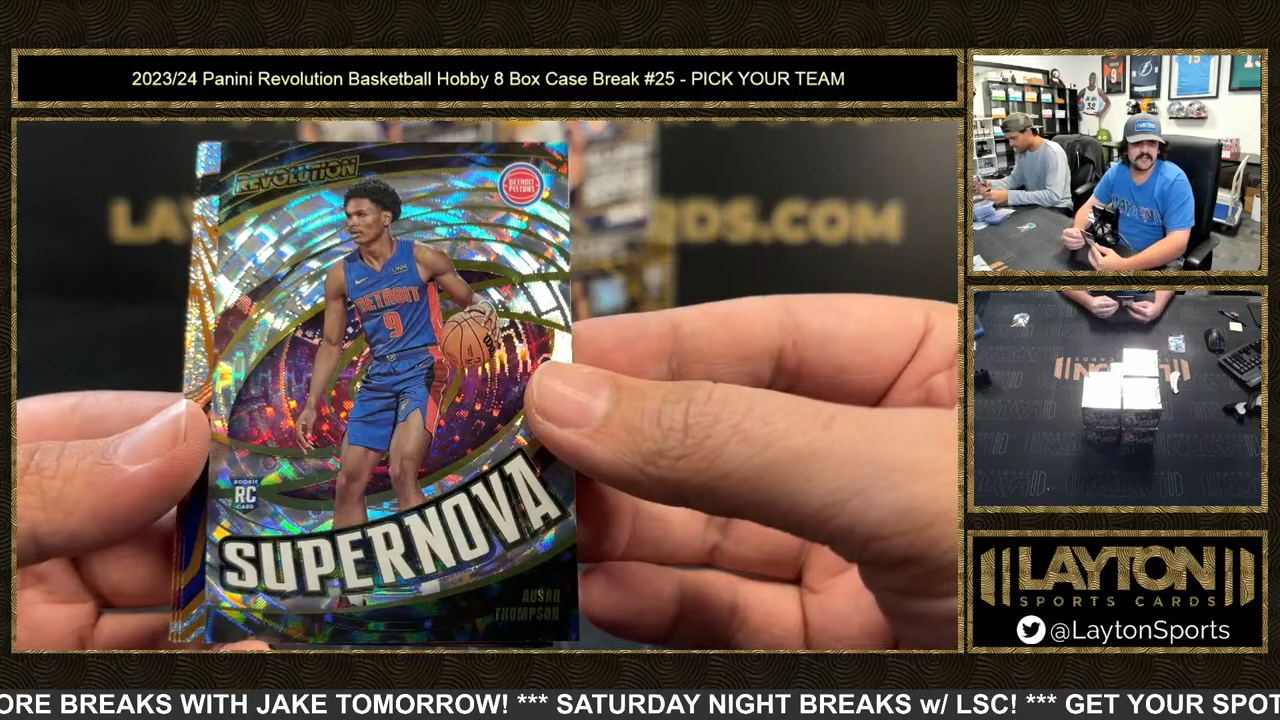 2023/24 Panini Revolution Basketball Hobby 8 Box Case Break #25 - PICK YOUR TEAM
REVOLUTION
DETROIT
PISTONS
DETROIT
9
ROOKIE
RC
CARD
SUPERNOVA
AUSAR
THOMPSON
LAYTON
SPORTS CARDS
@LaytonSports
ORE BREAKS WITH JAKE TOMORROW! *** SATURDAY NIGHT BREAKS w/ LSC! *** GET YOUR SPOT